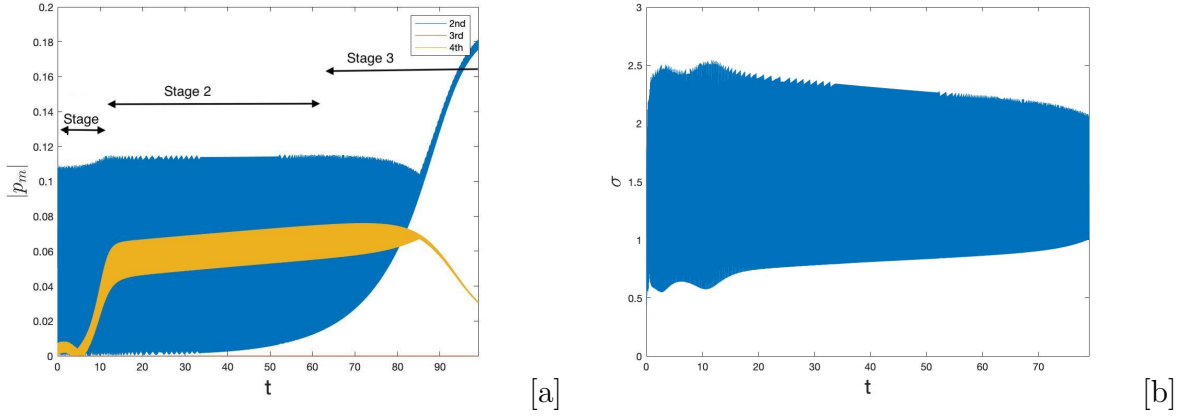 0.2
0.18
0.16
0.14
0.12
0.1
0.08
0.06
0.04
0.02
0
|p_m|
0 10 20 30 40 50 60 70 80 90
t
Stage
Stage 2
Stage 3
2nd
3rd
4th
[a]
3
2.5
2
1.5
1
0.5
0
σ
0 10 20 30 40 50 60 70
t
[b]